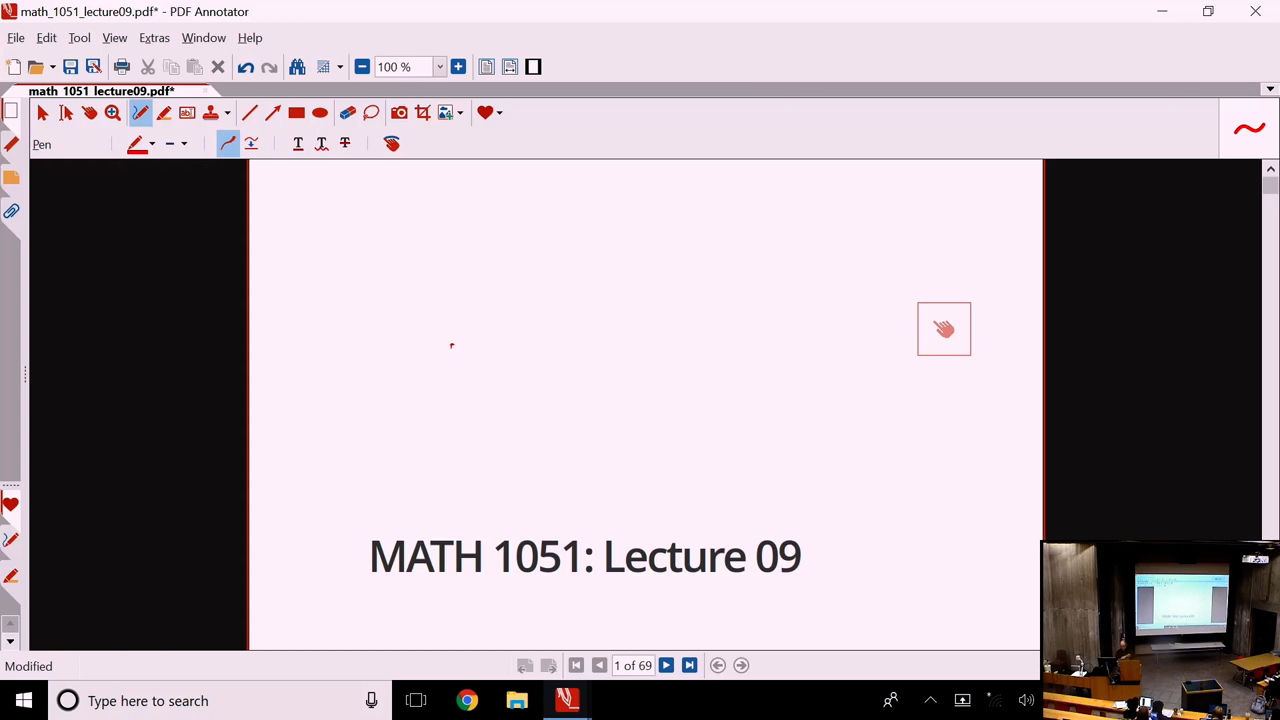 math_1051_lecture09.pdf* - PDF Annotator
File Edit Tool View Extras Window Help
100 %
math_1051_lecture09.pdf*
Pen
MATH 1051: Lecture 09
Modified
1 of 69
Type here to search